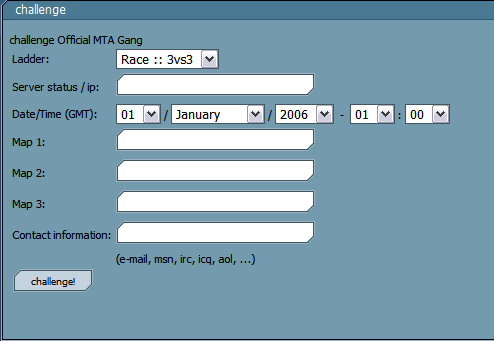 challenge
challenge Official MTA Gang
Ladder: Race :: 3vs3
Server status / ip:
Date/Time (GMT): 01 / January / 2006 - 01 : 00
Map 1:
Map 2:
Map 3:
Contact information:
(e-mail, msn, irc, icq, aol, ...)
challenge!